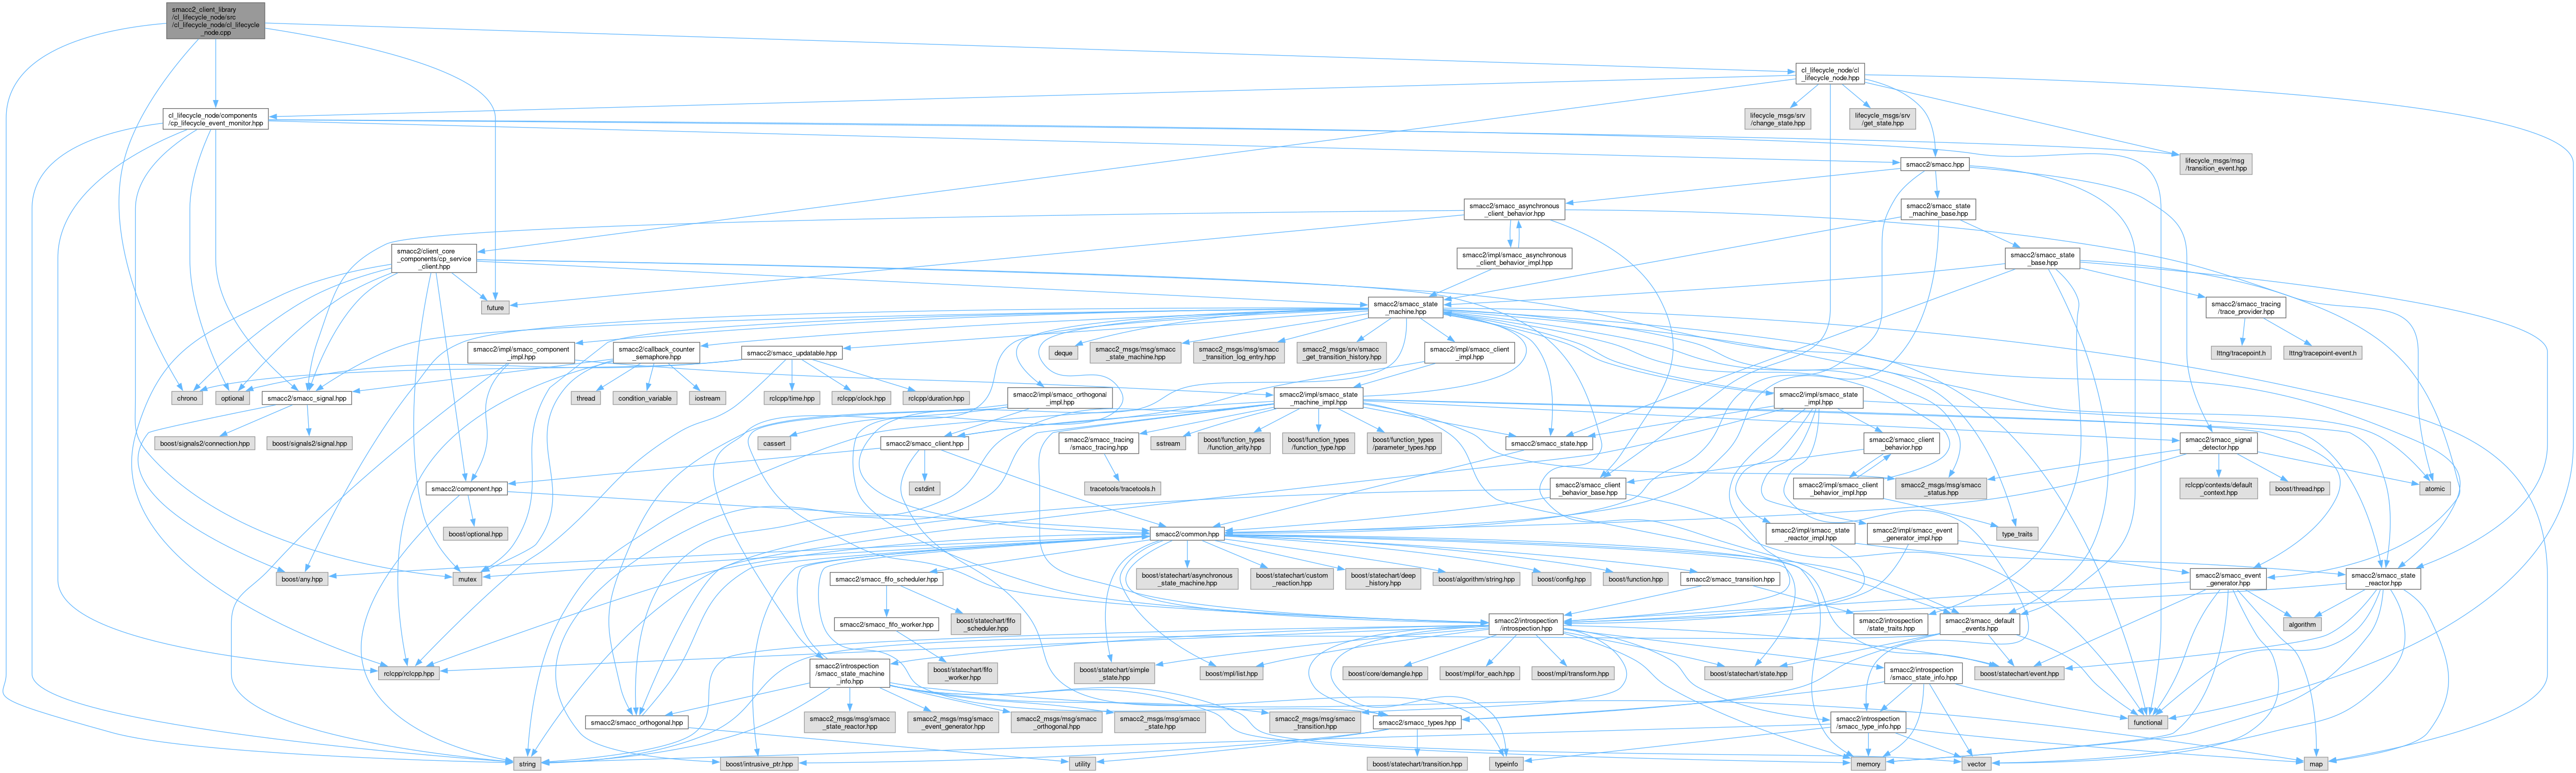 smacc2_client_library
/cl_lifecycle_node/src
/cl_lifecycle_node/cl_lifecycle
_node.cpp
cl_lifecycle_node/cl
_lifecycle_node.hpp
cl_lifecycle_node/components
/cp_lifecycle_event_monitor.hpp
lifecycle_msgs/srv
/change_state.hpp
lifecycle_msgs/srv
/get_state.hpp
lifecycle_msgs/msg
/transition_event.hpp
smacc2/smacc.hpp
smacc2/smacc_asynchronous
_client_behavior.hpp
smacc2/smacc_state
_machine_base.hpp
smacc2/client_core
_components/cp_service
_client.hpp
smacc2/impl/smacc_asynchronous
_client_behavior_impl.hpp
smacc2/smacc_state
_base.hpp
future
smacc2/smacc_state
_machine.hpp
smacc2/smacc_tracing
/trace_provider.hpp
smacc2/impl/smacc_component
_impl.hpp
smacc2/callback_counter
_semaphore.hpp
smacc2/smacc_updatable.hpp
deque
smacc2_msgs/msg/smacc
_state_machine.hpp
smacc2_msgs/msg/smacc
_transition_log_entry.hpp
smacc2_msgs/srv/smacc
_get_transition_history.hpp
smacc2/impl/smacc_client
_impl.hpp
lttng/tracepoint.h
lttng/tracepoint-event.h
chrono
optional
smacc2/smacc_signal.hpp
thread
condition_variable
iostream
rclcpp/time.hpp
rclcpp/clock.hpp
rclcpp/duration.hpp
smacc2/impl/smacc_orthogonal
_impl.hpp
smacc2/impl/smacc_state
_machine_impl.hpp
smacc2/impl/smacc_state
_impl.hpp
boost/signals2/connection.hpp
boost/signals2/signal.hpp
cassert
smacc2/smacc_client.hpp
smacc2/smacc_tracing
/smacc_tracing.hpp
sstream
boost/function_types
/function_arity.hpp
boost/function_types
/function_type.hpp
boost/function_types
/parameter_types.hpp
smacc2/smacc_state.hpp
smacc2/smacc_client
_behavior.hpp
smacc2/smacc_signal
_detector.hpp
smacc2/component.hpp
cstdint
tracetools/tracetools.h
smacc2/smacc_client
_behavior_base.hpp
smacc2/impl/smacc_client
_behavior_impl.hpp
smacc2_msgs/msg/smacc
_status.hpp
rclcpp/contexts/default
_context.hpp
boost/thread.hpp
atomic
boost/optional.hpp
smacc2/common.hpp
smacc2/impl/smacc_state
_reactor_impl.hpp
smacc2/impl/smacc_event
_generator_impl.hpp
type_traits
boost/any.hpp
mutex
smacc2/smacc_fifo_scheduler.hpp
boost/statechart/asynchronous
_state_machine.hpp
boost/statechart/custom
_reaction.hpp
boost/statechart/deep
_history.hpp
boost/algorithm/string.hpp
boost/config.hpp
boost/function.hpp
smacc2/smacc_transition.hpp
smacc2/smacc_event
_generator.hpp
smacc2/smacc_state
_reactor.hpp
smacc2/smacc_fifo_worker.hpp
boost/statechart/fifo
_scheduler.hpp
smacc2/introspection
/introspection.hpp
smacc2/introspection
/state_traits.hpp
smacc2/smacc_default
_events.hpp
algorithm
rclcpp/rclcpp.hpp
smacc2/introspection
/smacc_state_machine
_info.hpp
boost/statechart/fifo
_worker.hpp
boost/statechart/simple
_state.hpp
boost/mpl/list.hpp
boost/core/demangle.hpp
boost/mpl/for_each.hpp
boost/mpl/transform.hpp
boost/statechart/state.hpp
smacc2/introspection
/smacc_state_info.hpp
boost/statechart/event.hpp
smacc2/smacc_orthogonal.hpp
smacc2_msgs/msg/smacc
_state_reactor.hpp
smacc2_msgs/msg/smacc
_event_generator.hpp
smacc2_msgs/msg/smacc
_orthogonal.hpp
smacc2_msgs/msg/smacc
_state.hpp
smacc2_msgs/msg/smacc
_transition.hpp
smacc2/smacc_types.hpp
smacc2/introspection
/smacc_type_info.hpp
functional
string
boost/intrusive_ptr.hpp
utility
boost/statechart/transition.hpp
typeinfo
memory
vector
map